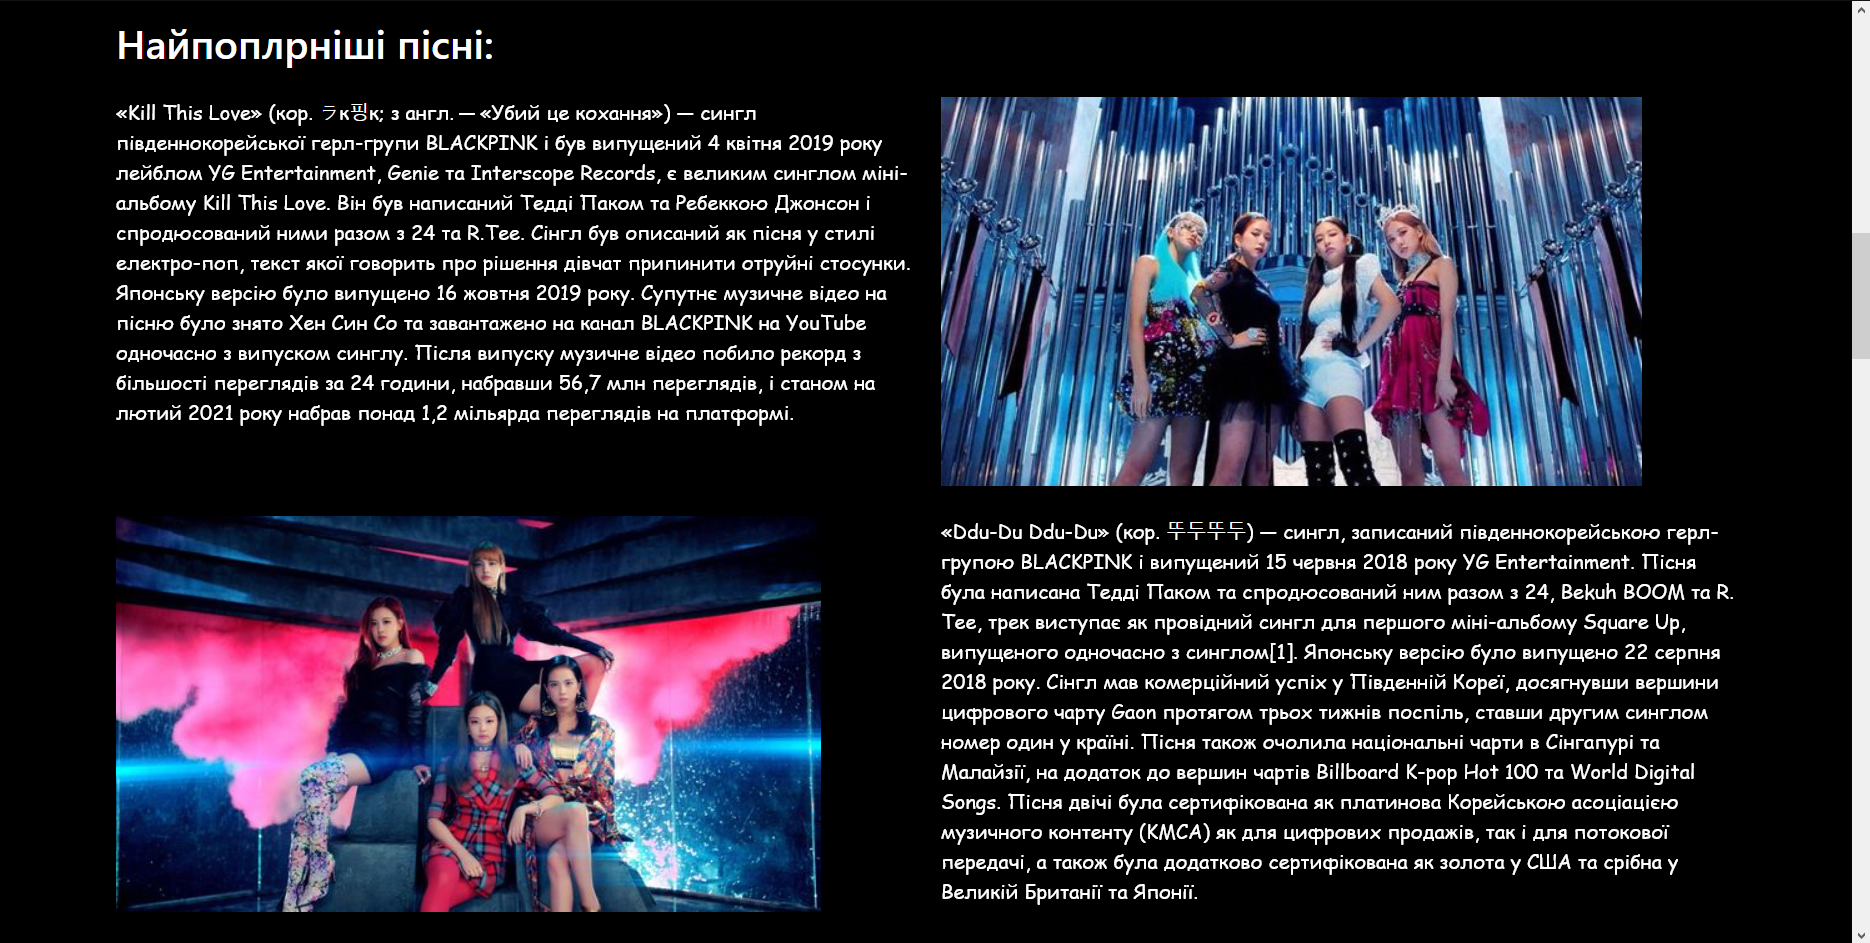 Найпоплрніші пісні:
«Kill This Love» (кор. ㅋк핑к; з англ. — «Убий це кохання») — сингл
південнокорейської герл-групи BLACKPINK і був випущений 4 квітня 2019 року
лейблом YG Entertainment, Genie та Interscope Records, є великим синглом міні-
альбому Kill This Love. Він був написаний Тедді Паком та Ребеккою Джонсон і
спродюсований ними разом з 24 та R.Tee. Сінгл був описаний як пісня у стилі
електро-поп, текст якої говорить про рішення дівчат припинити отруйні стосунки.
Японську версію було випущено 16 жовтня 2019 року. Супутнє музичне відео на
пісню було знято Хен Син Со та завантажено на канал BLACKPINK на YouTube
одночасно з випуском синглу. Після випуску музичне відео побило рекорд з
більшості переглядів за 24 години, набравши 56,7 млн переглядів, і станом на
лютий 2021 року набрав понад 1,2 мільярда переглядів на платформі.
«Ddu-Du Ddu-Du» (кор. 뚜두뚜두) — сингл, записаний південнокорейською герл-
групою BLACKPINK і випущений 15 червня 2018 року YG Entertainment. Пісня
була написана Тедді Паком та спродюсований ним разом з 24, Bekuh BOOM та R.
Tee, трек виступає як провідний сингл для першого міні-альбому Square Up,
випущеного одночасно з синглом[1]. Японську версію було випущено 22 серпня
2018 року. Сінгл мав комерційний успіх у Південній Кореї, досягнувши вершини
цифрового чарту Gaon протягом трьох тижнів поспіль, ставши другим синглом
номер один у країні. Пісня також очолила національні чарти в Сінгапурі та
Малайзії, на додаток до вершин чартів Billboard K-pop Hot 100 та World Digital
Songs. Пісня двічі була сертифікована як платинова Корейською асоціацією
музичного контенту (KMCA) як для цифрових продажів, так і для потокової
передачі, а також була додатково сертифікована як золота у США та срібна у
Великій Британії та Японії.